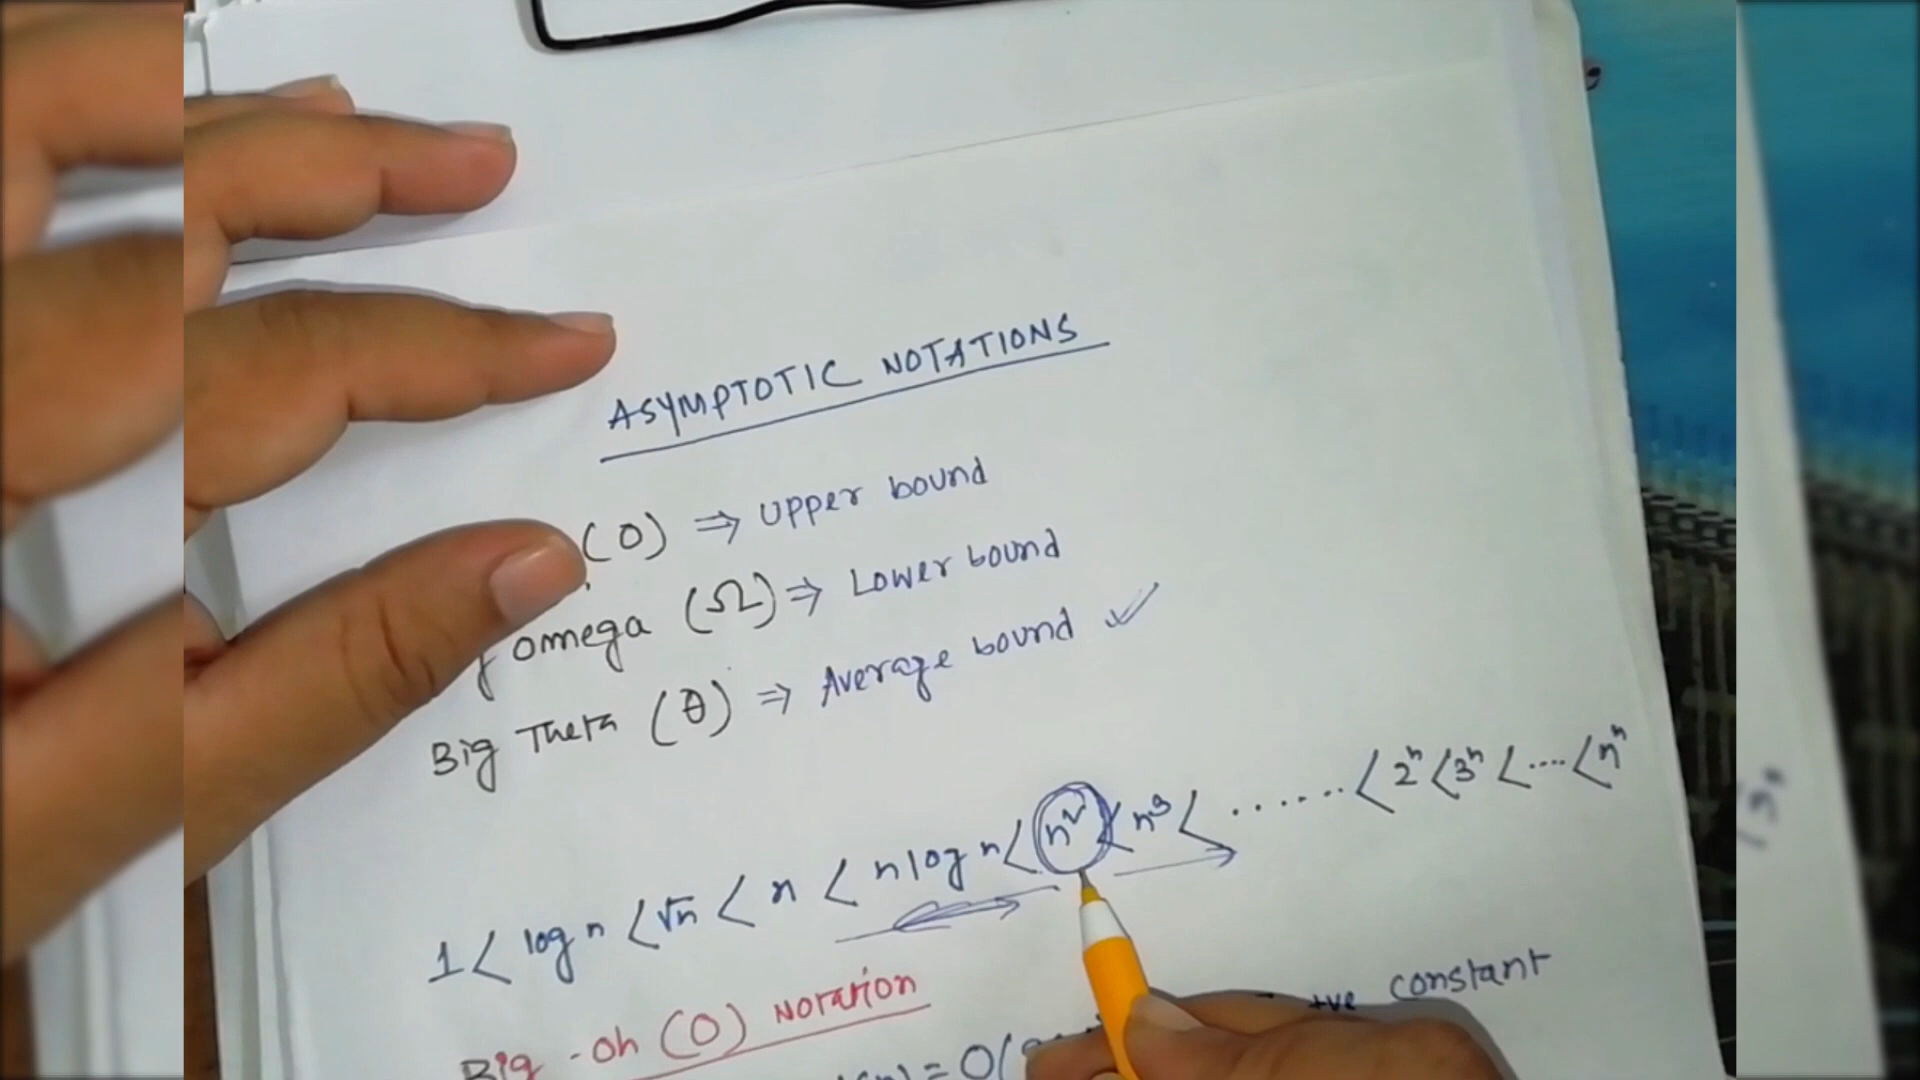 ASYMPTOTIC NOTATIONS
(O) ⇒ Upper bound
omega (Ω) ⇒ Lower bound
Big Theta (θ) ⇒ Average bound ✓
1 < log n < √n < n < n log n < n² < n³ < ...... < 2ⁿ < 3ⁿ < .... < nⁿ
Big-Oh (O) Notation
+ve constant
= O(